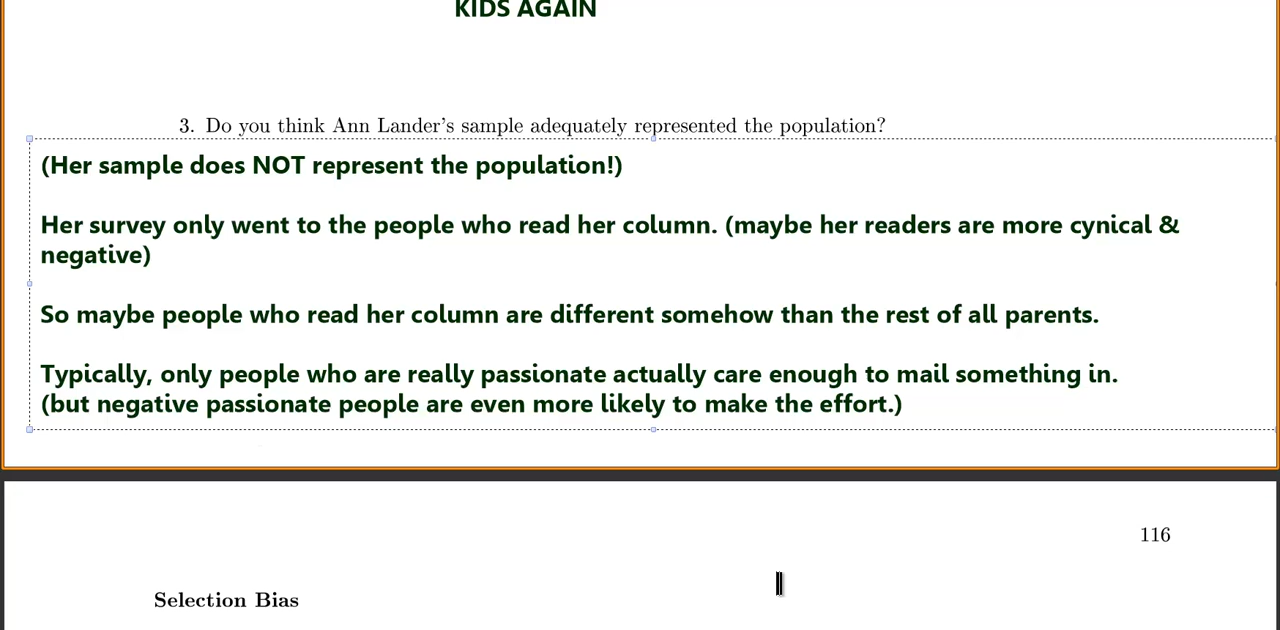 KIDS AGAIN
3. Do you think Ann Lander's sample adequately represented the population?
(Her sample does NOT represent the population!)
Her survey only went to the people who read her column. (maybe her readers are more cynical &
negative)
So maybe people who read her column are different somehow than the rest of all parents.
Typically, only people who are really passionate actually care enough to mail something in.
(but negative passionate people are even more likely to make the effort.)
116
Selection Bias